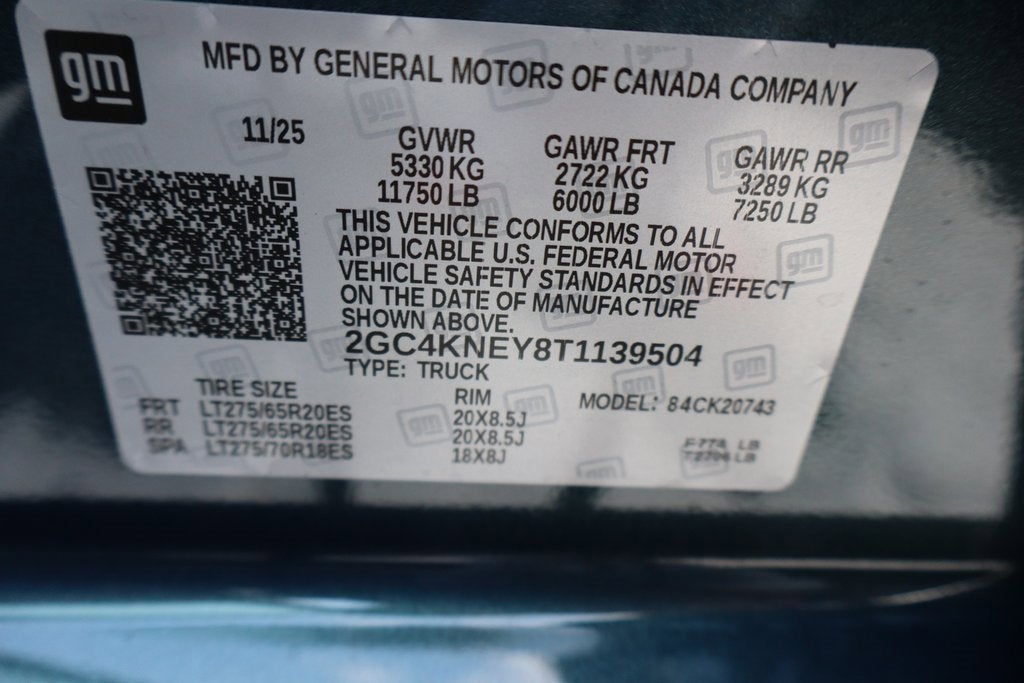 gm
MFD BY GENERAL MOTORS OF CANADA COMPANY
11/25
GVWR GAWR FRT GAWR RR
5330 KG 2722 KG 3289 KG
11750 LB 6000 LB 7250 LB
THIS VEHICLE CONFORMS TO ALL
APPLICABLE U.S. FEDERAL MOTOR
VEHICLE SAFETY STANDARDS IN EFFECT
ON THE DATE OF MANUFACTURE
SHOWN ABOVE.
2GC4KNEY8T1139504
TYPE: TRUCK
TIRE SIZE RIM MODEL: 84CK20743
FRT LT275/65R20ES 20X8.5J
RR LT275/65R20ES 20X8.5J
SPA LT275/70R18ES 18X8J
LB
LB